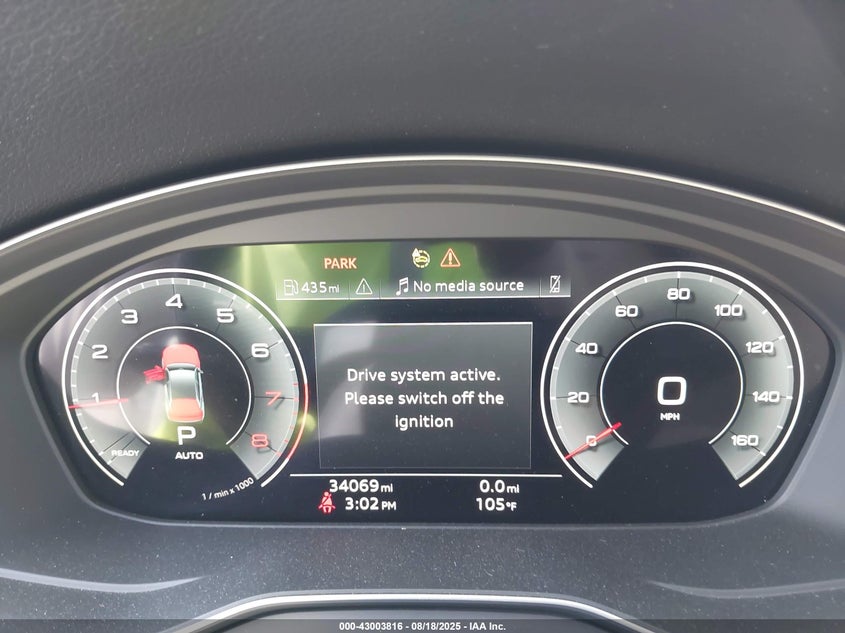 PARK
435mi
No media source
1
2
3
4
5
6
7
8
READY
P
AUTO
1 / min x 1000
Drive system active.
Please switch off the
ignition
34069mi
0.0mi
3:02 PM
105°F
0
20
40
60
80
100
120
140
160
0
MPH
000-43003816 - 08/18/2025 - IAA Inc.